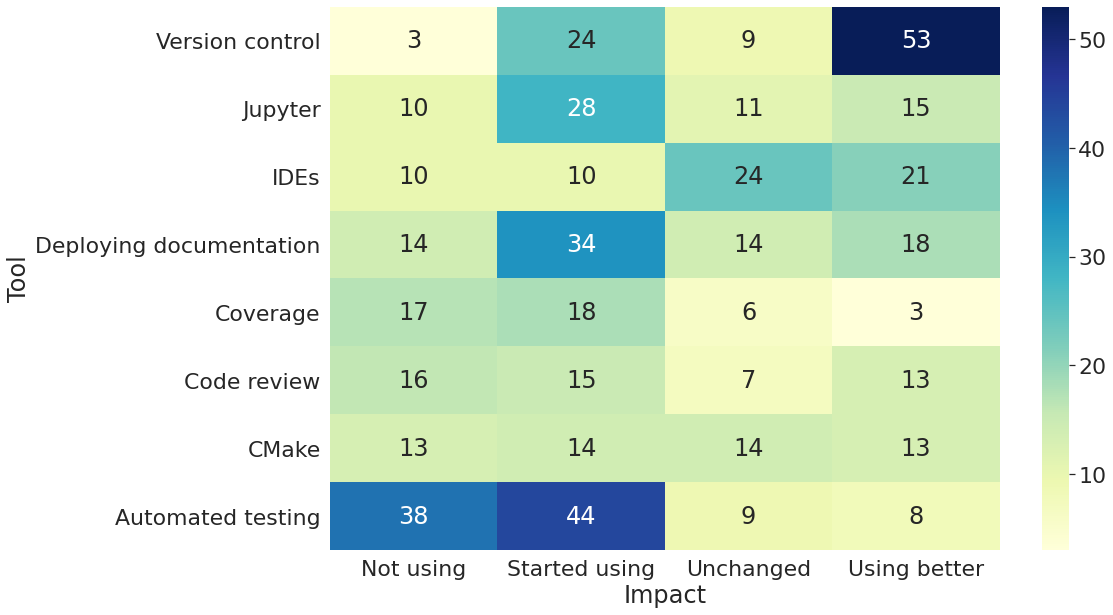 Version control 3 24 9 53
Jupyter 10 28 11 15
IDEs 10 10 24 21
Deploying documentation 14 34 14 18
Coverage 17 18 6 3
Code review 16 15 7 13
CMake 13 14 14 13
Automated testing 38 44 9 8
Not using Started using Unchanged Using better
Impact
Tool
50
40
30
20
10